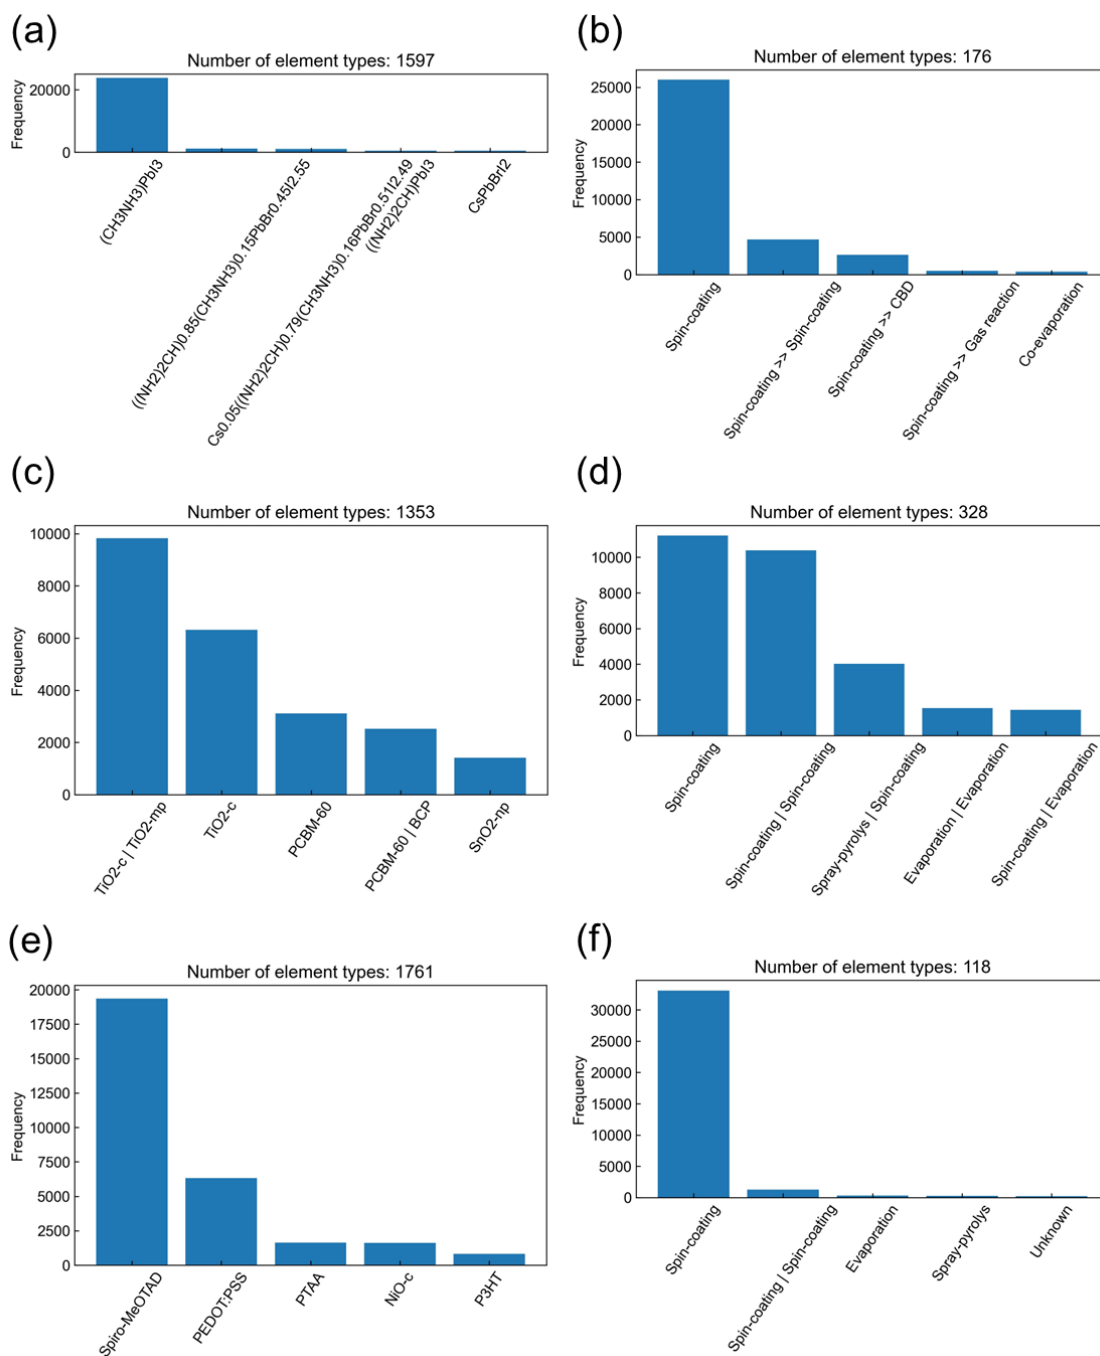 (a)
Number of element types: 1597
Frequency
20000
0
(CH3NH3)PbI3
((NH2)2CH)0.85(CH3NH3)0.15PbBr0.45I2.55
Cs0.05((NH2)2CH)0.79(CH3NH3)0.16PbBr0.51I2.49
((NH2)2CH)PbI3
CsPbBrI2
(b)
Number of element types: 176
Frequency
25000
20000
15000
10000
5000
0
Spin-coating
Spin-coating >> Spin-coating
Spin-coating >> CBD
Spin-coating >> Gas reaction
Co-evaporation
(c)
Number of element types: 1353
Frequency
10000
8000
6000
4000
2000
0
TiO2-c | TiO2-mp
TiO2-c
PCBM-60
PCBM-60 | BCP
SnO2-np
(d)
Number of element types: 328
Frequency
10000
8000
6000
4000
2000
0
Spin-coating
Spin-coating | Spin-coating
Spray-pyrolys | Spin-coating
Evaporation | Evaporation
Spin-coating | Evaporation
(e)
Number of element types: 1761
Frequency
20000
17500
15000
12500
10000
7500
5000
2500
0
Spiro-MeOTAD
PEDOT:PSS
PTAA
NiO-c
P3HT
(f)
Number of element types: 118
Frequency
30000
25000
20000
15000
10000
5000
0
Spin-coating
Spin-coating | Spin-coating
Evaporation
Spray-pyrolys
Unknown